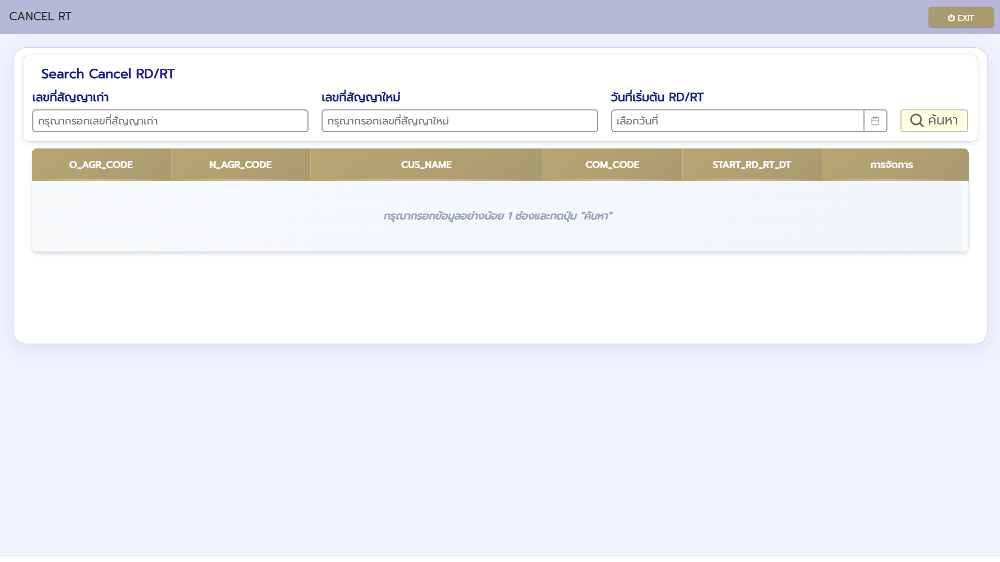 CANCEL RT
EXIT
Search Cancel RD/RT
เลขที่สัญญาเก่า
เลขที่สัญญาใหม่
วันที่เริ่มต้น RD/RT
กรุณากรอกเลขที่สัญญาเก่า
กรุณากรอกเลขที่สัญญาใหม่
เลือกวันที่
ค้นหา
O_AGR_CODE
N_AGR_CODE
CUS_NAME
COM_CODE
START_RD_RT_DT
การจัดการ
กรุณากรอกข้อมูลอย่างน้อย 1 ช่องและกดปุ่ม "ค้นหา"